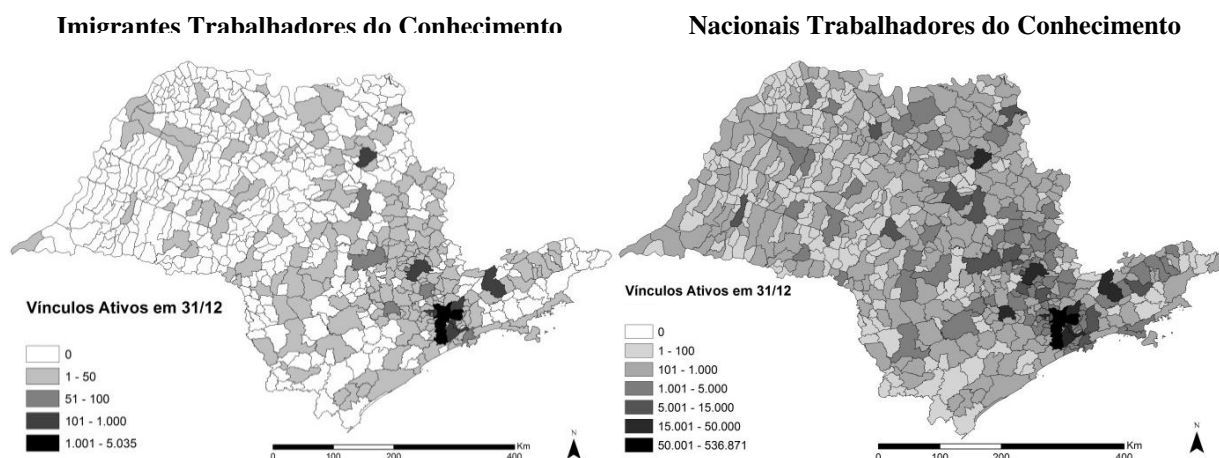 Imigrantes Trabalhadores do Conhecimento
Vínculos Ativos em 31/12
0
1 - 50
51 - 100
101 - 1.000
1.001 - 5.035
Km
0
200
400
N
Nacionais Trabalhadores do Conhecimento
Vínculos Ativos em 31/12
0
1 - 100
101 - 1.000
1.001 - 5.000
5.001 - 15.000
15.001 - 50.000
50.001 - 536.871
Km
0
200
400
N